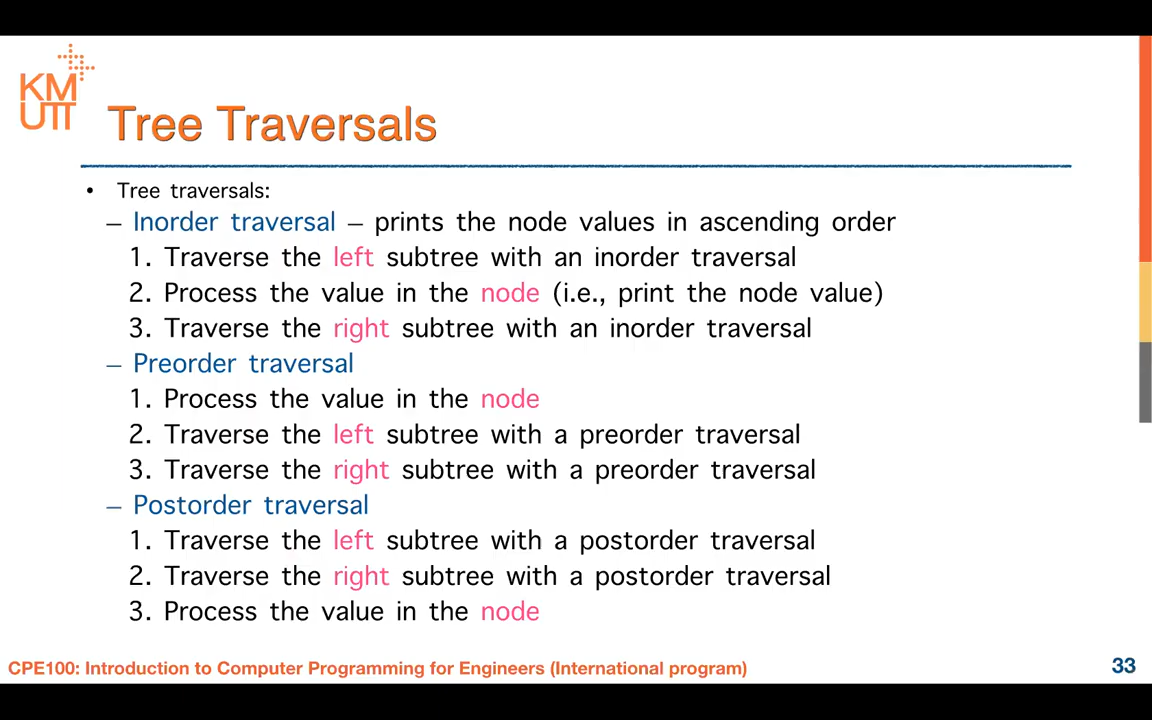 KM
UTT
Tree Traversals
• Tree traversals:
– Inorder traversal – prints the node values in ascending order
1. Traverse the left subtree with an inorder traversal
2. Process the value in the node (i.e., print the node value)
3. Traverse the right subtree with an inorder traversal
– Preorder traversal
1. Process the value in the node
2. Traverse the left subtree with a preorder traversal
3. Traverse the right subtree with a preorder traversal
– Postorder traversal
1. Traverse the left subtree with a postorder traversal
2. Traverse the right subtree with a postorder traversal
3. Process the value in the node
CPE100: Introduction to Computer Programming for Engineers (International program)
33